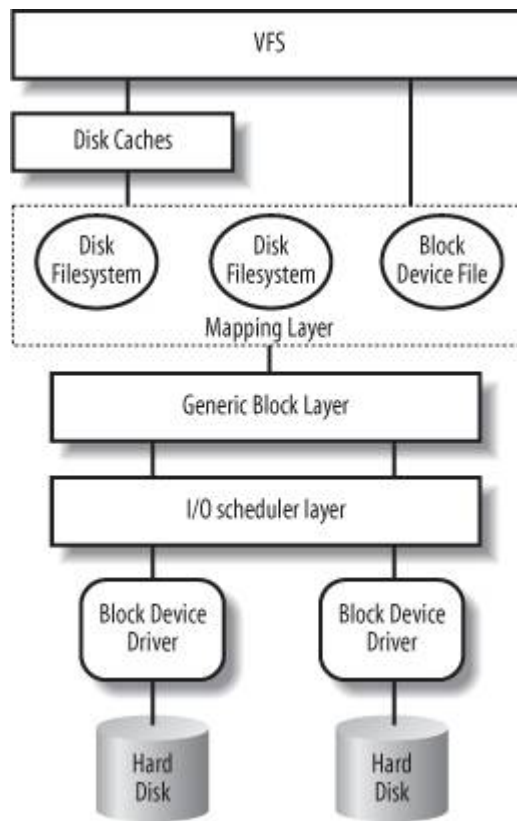 VFS
Disk Caches
Disk
Filesystem
Disk
Filesystem
Block
Device File
Mapping Layer
Generic Block Layer
I/O scheduler layer
Block Device
Driver
Block Device
Driver
Hard
Disk
Hard
Disk